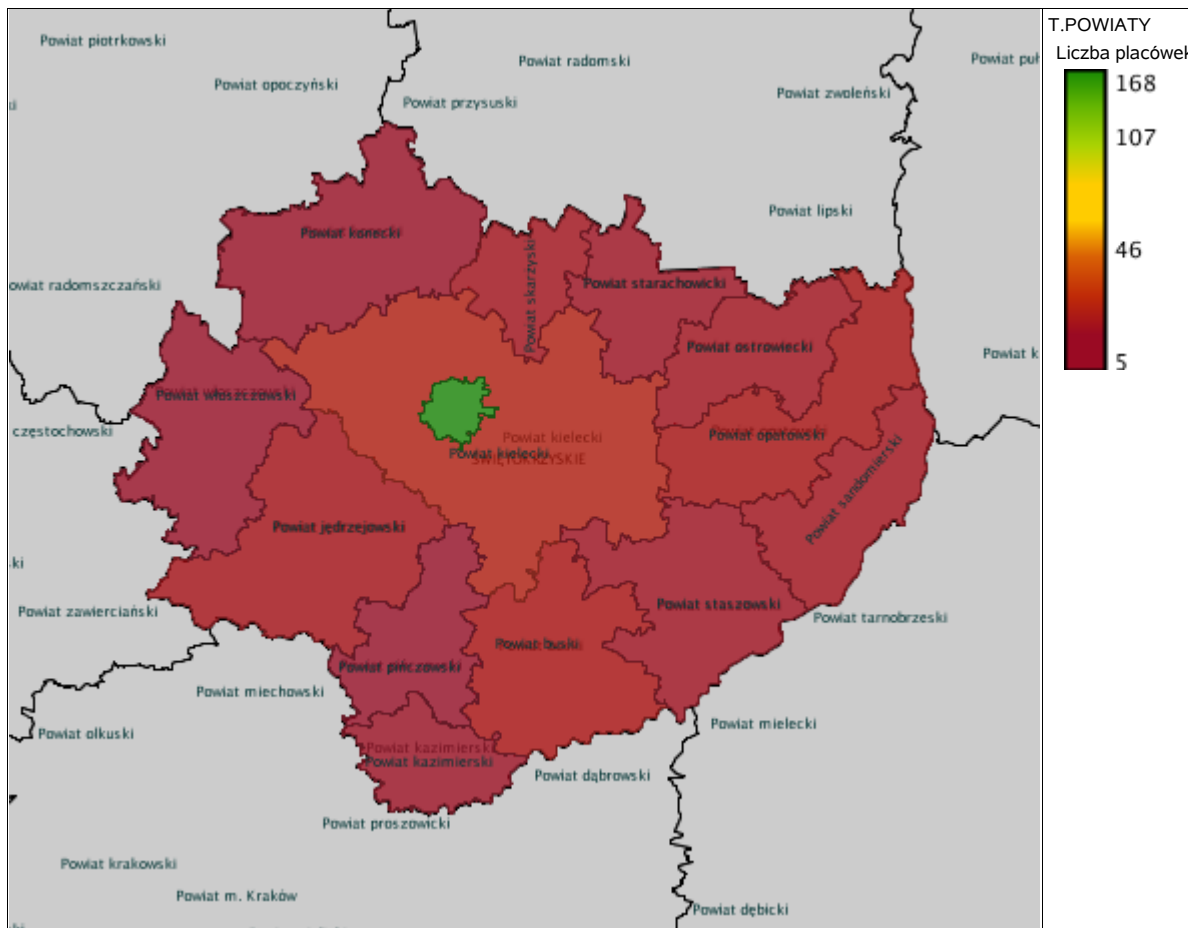 T.POWIATY
Liczba placówek
168
107
46
5
Powiat piotrkowski
Powiat radomski
Powiat opoczyński
Powiat zwoleński
Powiat przysuski
Powiat lipski
Powiat konecki
Powiat skarżyski
Powiat starachowicki
owiat radomszczański
Powiat ostrowiecki
Powiat k
Powiat włoszczowski
częstochowski
Powiat kielecki
Powiat kielecki
ŚWIĘTOKRZYSKIE
Powiat opatowski
Powiat sandomierski
Powiat jędrzejowski
Powiat zawierciański
Powiat staszowski
Powiat tarnobrzeski
Powiat buski
Powiat pińczowski
Powiat miechowski
Powiat olkuski
Powiat mielecki
Powiat kazimierski
Powiat kazimierski
Powiat dąbrowski
Powiat proszowicki
Powiat krakowski
Powiat m. Kraków
Powiat dębicki